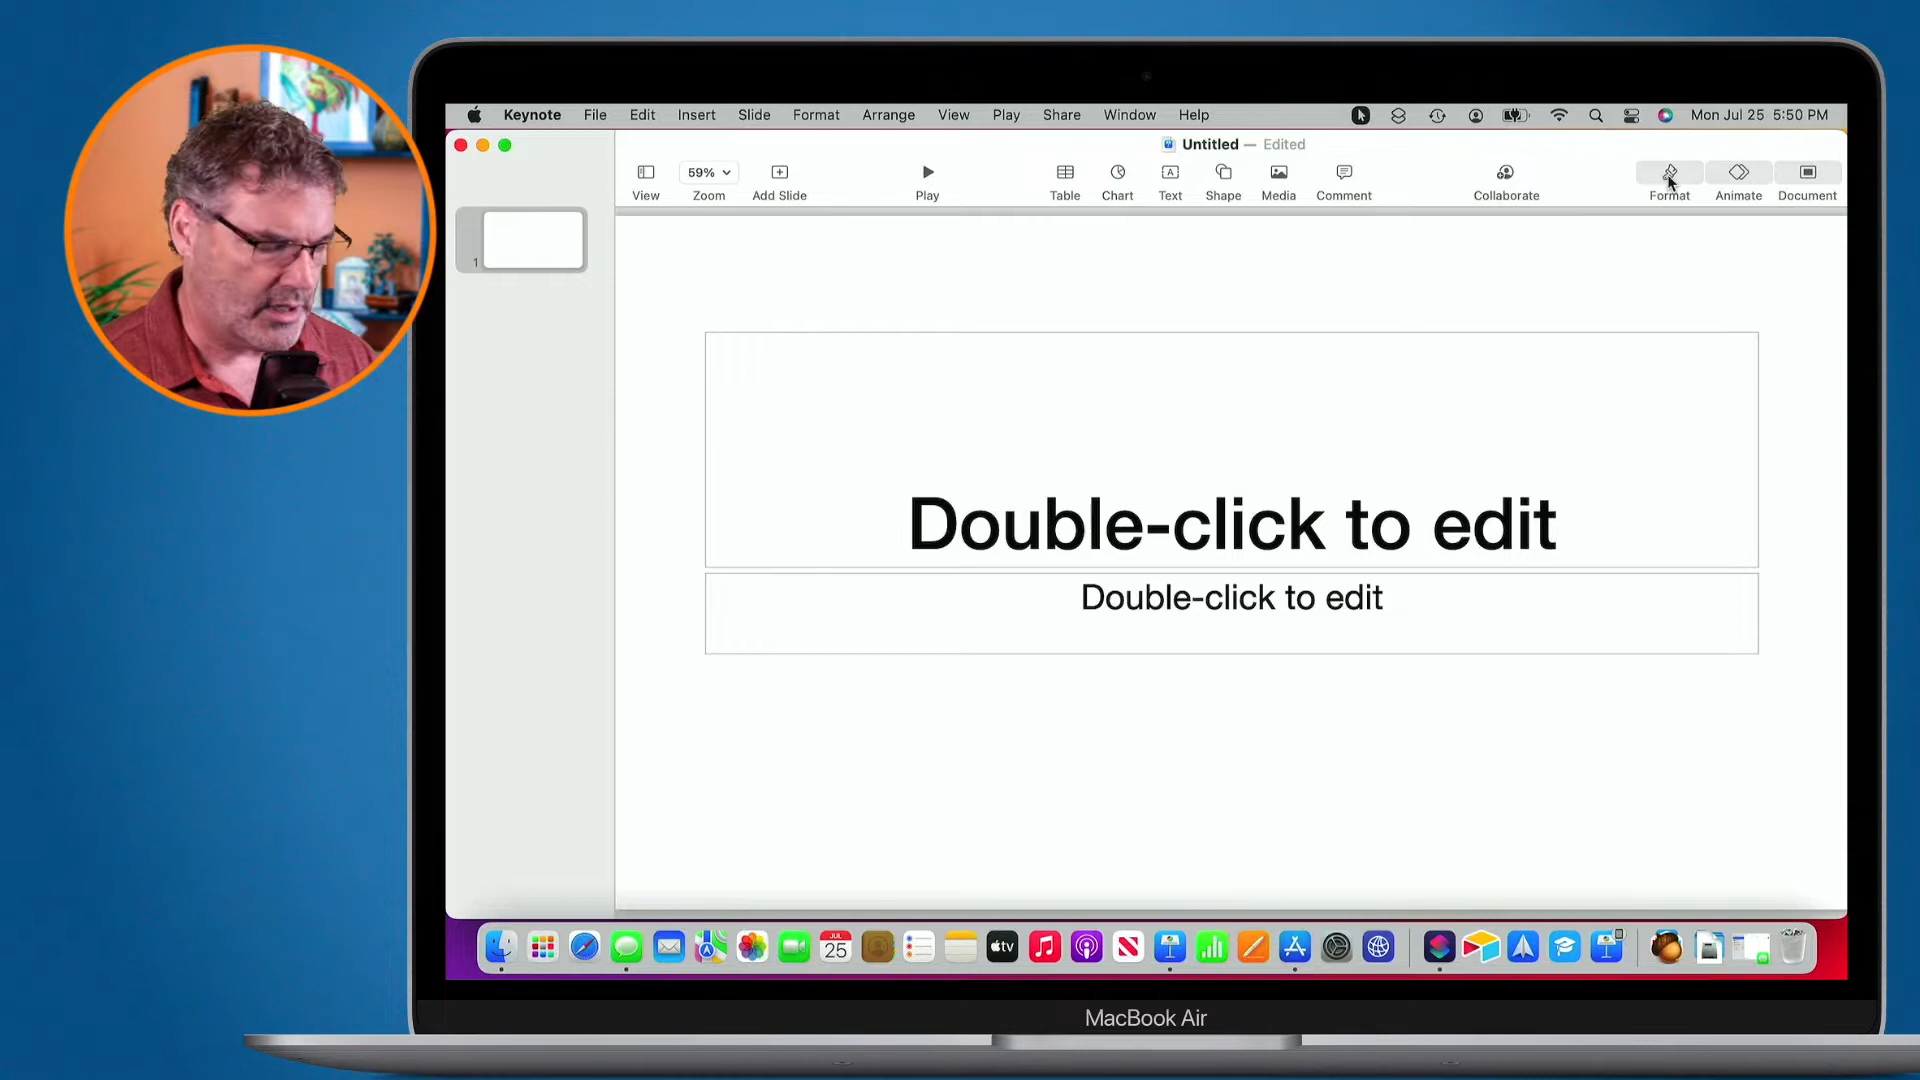 Keynote File Edit Insert Slide Format Arrange View Play Share Window Help Mon Jul 25 5:50 PM
Untitled — Edited
59%
View Zoom Add Slide Play Table Chart Text Shape Media Comment Collaborate Format Animate Document
1
Double-click to edit
Double-click to edit
JUL
25
tv
MacBook Air